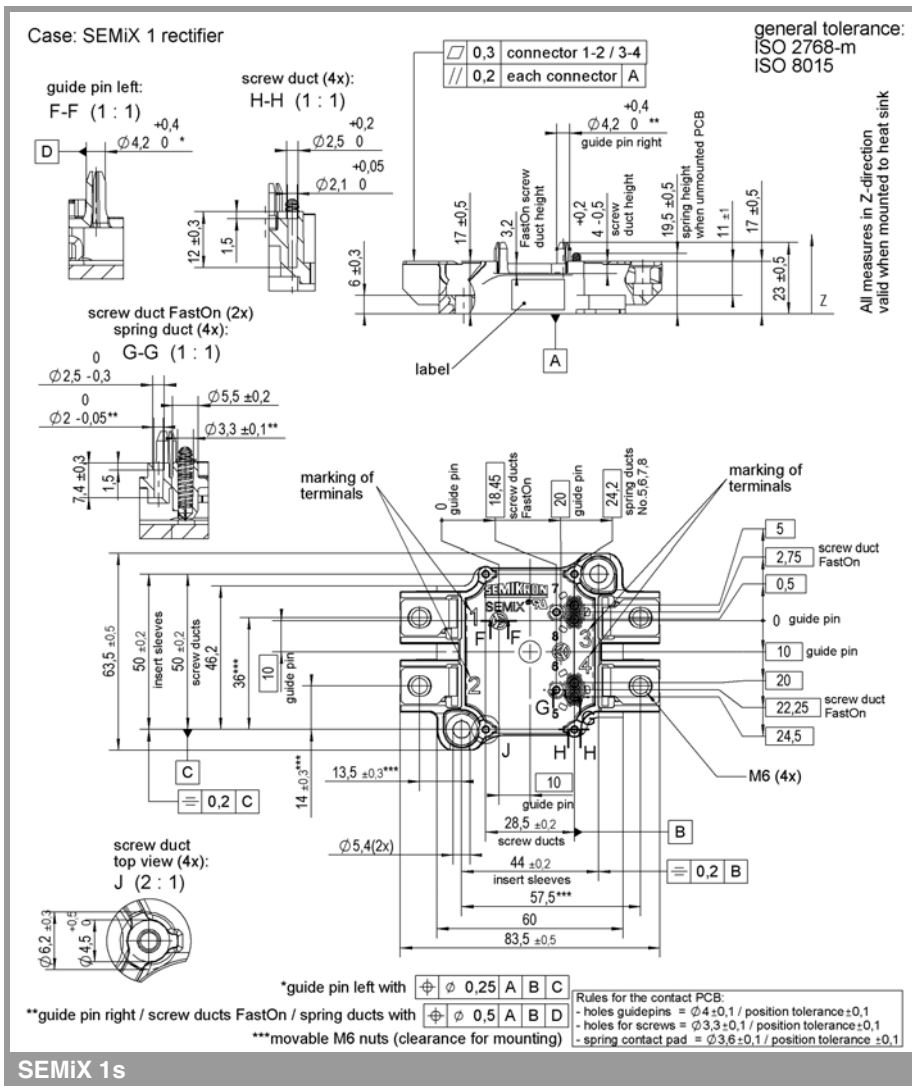 Case: SEMiX 1 rectifier
general tolerance:
ISO 2768-m
ISO 8015
0,3 connector 1-2 / 3-4
// 0,2 each connector A
guide pin left:
F-F (1 : 1)
D
+0,4
Ø4,2 0 *
screw duct (4x):
H-H (1 : 1)
+0,2
Ø2,5 0
+0,05
Ø2,1 0
12 ±0,3
1,5
+0,4
Ø4,2 0 **
guide pin right
6 ±0,3
17 ±0,5
3,2
FastOn screw
duct height
+0,2
4 -0,5
screw
duct height
19,5 ±0,5
spring height
when unmounted PCB
11 ±1
17 ±0,5
23 ±0,5
Z
All measures in Z-direction
valid when mounted to heat sink
label
A
screw duct FastOn (2x)
spring duct (4x):
G-G (1 : 1)
0
Ø2,5 -0,3
0
Ø2 -0,05**
Ø5,5 ±0,2
Ø3,3 ±0,1**
7,4 ±0,3
1,5
marking of
terminals
0
guide pin
18,45
screw ducts
FastOn
20
guide pin
24,2
spring ducts
No.5,6,7,8
marking of
terminals
5
2,75 screw duct
FastOn
0,5
0 guide pin
10 guide pin
20
22,25 screw duct
FastOn
24,5
M6 (4x)
63,5 ±0,5
50 ±0,2
insert sleeves
50 ±0,2
screw ducts
46,2
36***
10
guide pin
SEMIKRON
SEMiX
7
1
F F
8
3
6
4
2
G
5
J
H H
C
0,2 C
14 ±0,3***
13,5 ±0,3***
10
guide pin
28,5 ±0,2
screw ducts
B
Ø5,4(2x)
44 ±0,2
insert sleeves
0,2 B
57,5***
60
83,5 ±0,5
screw duct
top view (4x):
J (2 : 1)
Ø6,2 ±0,3
+0,5
Ø4,5 0
*guide pin left with ⌖ ø 0,25 A B C
**guide pin right / screw ducts FastOn / spring ducts with ⌖ ø 0,5 A B D
***movable M6 nuts (clearance for mounting)
Rules for the contact PCB:
- holes guidepins = Ø4±0,1 / position tolerance±0,1
- holes for screws = Ø3,3±0,1 / position tolerance±0,1
- spring contact pad = Ø3,6±0,1 / position tolerance ±0,1
SEMiX 1s